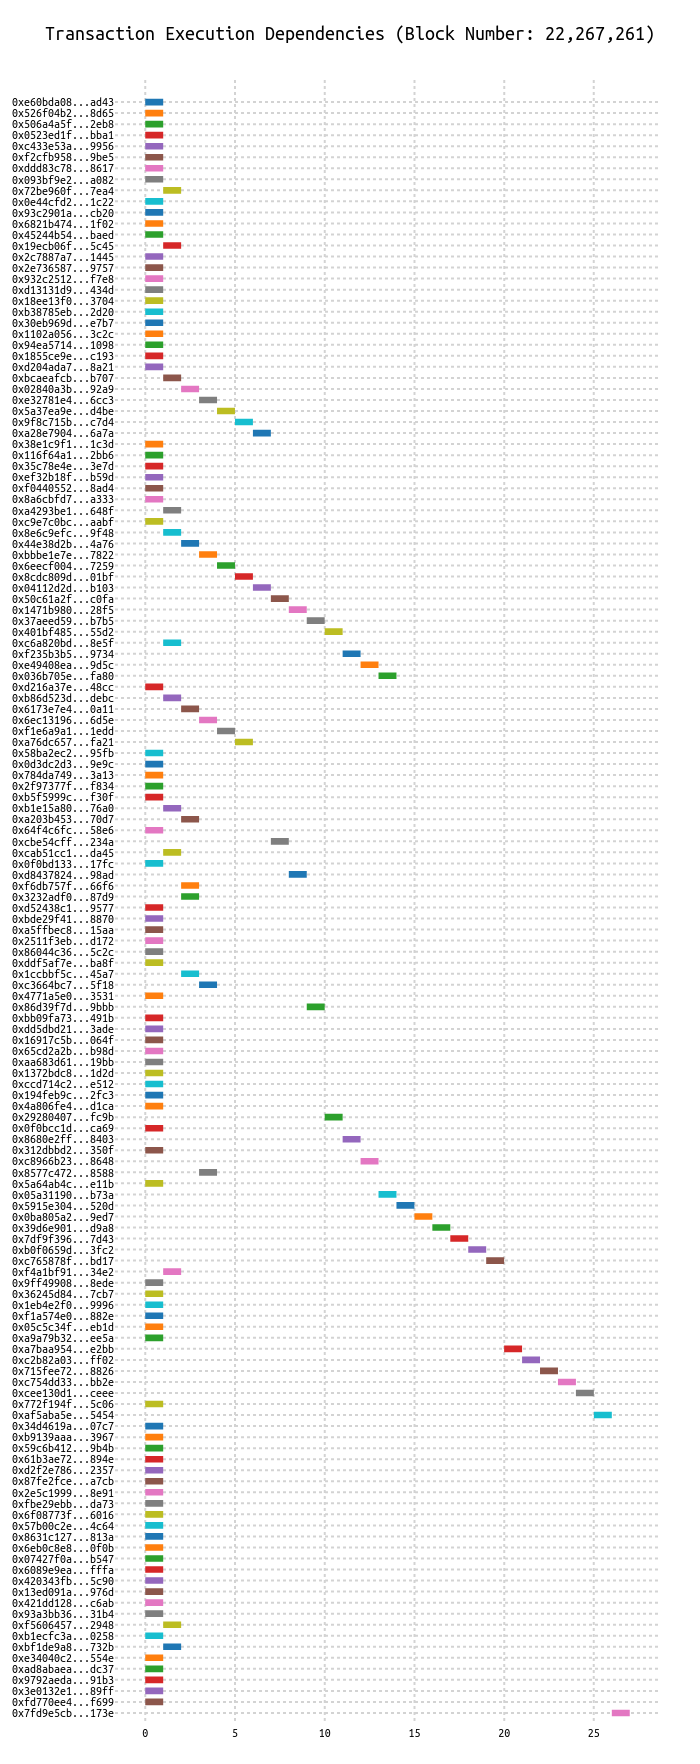 Transaction Execution Dependencies (Block Number: 22,267,261)
0xe60bda08...ad43
0x526f04b2...8d65
0x506a4a5f...2eb8
0x0523ed1f...bba1
0xc433e53a...9956
0xf2cfb958...9be5
0xddd83c78...8617
0x093bf9e2...a082
0x72be960f...7ea4
0x0e44cfd2...1c22
0x93c2901a...cb20
0x6821b474...1f02
0x45244b54...baed
0x19ecb06f...5c45
0x2c7887a7...1445
0x2e736587...9757
0x932c2512...f7e8
0xd13131d9...434d
0x18ee13f0...3704
0xb38785eb...2d20
0x30eb969d...e7b7
0x1102a056...3c2c
0x94ea5714...1098
0x1855ce9e...c193
0xd204ada7...8a21
0xbcaeafcb...b707
0x02840a3b...92a9
0xe32781e4...6cc3
0x5a37ea9e...d4be
0x9f8c715b...c7d4
0xa28e7904...6a7a
0x38e1c9f1...1c3d
0x116f64a1...2bb6
0x35c78e4e...3e7d
0xef32b18f...b59d
0xf0440552...8ad4
0x8a6cbfd7...a333
0xa4293be1...648f
0xc9e7c0bc...aabf
0x8e6c9efc...9f48
0x44e38d2b...4a76
0xbbbe1e7e...7822
0x6eecf004...7259
0x8cdc809d...01bf
0x04112d2d...b103
0x50c61a2f...c0fa
0x1471b980...28f5
0x37aeed59...b7b5
0x401bf485...55d2
0xc6a820bd...8e5f
0xf235b3b5...9734
0xe49408ea...9d5c
0x036b705e...fa80
0xd216a37e...48cc
0xb86d523d...debc
0x6173e7e4...0a11
0x6ec13196...6d5e
0xf1e6a9a1...1edd
0xa76dc657...fa21
0x58ba2ec2...95fb
0x0d3dc2d3...9e9c
0x784da749...3a13
0x2f97377f...f834
0xb5f5999c...f30f
0xb1e15a80...76a0
0xa203b453...70d7
0x64f4c6fc...58e6
0xcbe54cff...234a
0xcab51cc1...da45
0x0f0bd133...17fc
0xd8437824...98ad
0xf6db757f...66f6
0x3232adf0...87d9
0xd52438c1...9577
0xbde29f41...8870
0xa5ffbec8...15aa
0x2511f3eb...d172
0x86044c36...5c2c
0xddf5af7e...ba8f
0x1ccbbf5c...45a7
0xc3664bc7...5f18
0x4771a5e0...3531
0x86d39f7d...9bbb
0xbb09fa73...491b
0xdd5dbd21...3ade
0x16917c5b...064f
0x65cd2a2b...b98d
0xaa683d61...19bb
0x1372bdc8...1d2d
0xccd714c2...e512
0x194feb9c...2fc3
0x4a806fe4...d1ca
0x29280407...fc9b
0x0f0bcc1d...ca69
0x8680e2ff...8403
0x312dbbd2...350f
0xc8966b23...8648
0x8577c472...8588
0x5a64ab4c...e11b
0x05a31190...b73a
0x5915e304...520d
0x0ba805a2...9ed7
0x39d6e901...d9a8
0x7df9f396...7d43
0xb0f0659d...3fc2
0xc765878f...bd17
0xf4a1bf91...34e2
0x9ff49908...8ede
0x36245d84...7cb7
0x1eb4e2f0...9996
0xf1a574e0...882e
0x05c5c34f...eb1d
0xa9a79b32...ee5a
0xa7baa954...e2bb
0xc2b82a03...ff02
0x715fee72...8826
0xc754dd33...bb2e
0xcee130d1...ceee
0x772f194f...5c06
0xaf5aba5e...5454
0x34d4619a...07c7
0xb9139aaa...3967
0x59c6b412...9b4b
0x61b3ae72...894e
0xd2f2e786...2357
0x87fe2fce...a7cb
0x2e5c1999...8e91
0xfbe29ebb...da73
0x6f08773f...6016
0x57b00c2e...4c64
0x8631c127...813a
0x6eb0c8e8...0f0b
0x07427f0a...b547
0x6089e9ea...fffa
0x420343fb...5c90
0x13ed091a...976d
0x421dd128...c6ab
0x93a3bb36...31b4
0xf5606457...2948
0xb1ecfc3a...0258
0xbf1de9a8...732b
0xe34040c2...554e
0xad8abaea...dc37
0x9792aeda...91b3
0x3e0132e1...89ff
0xfd770ee4...f699
0x7fd9e5cb...173e
0 5 10 15 20 25